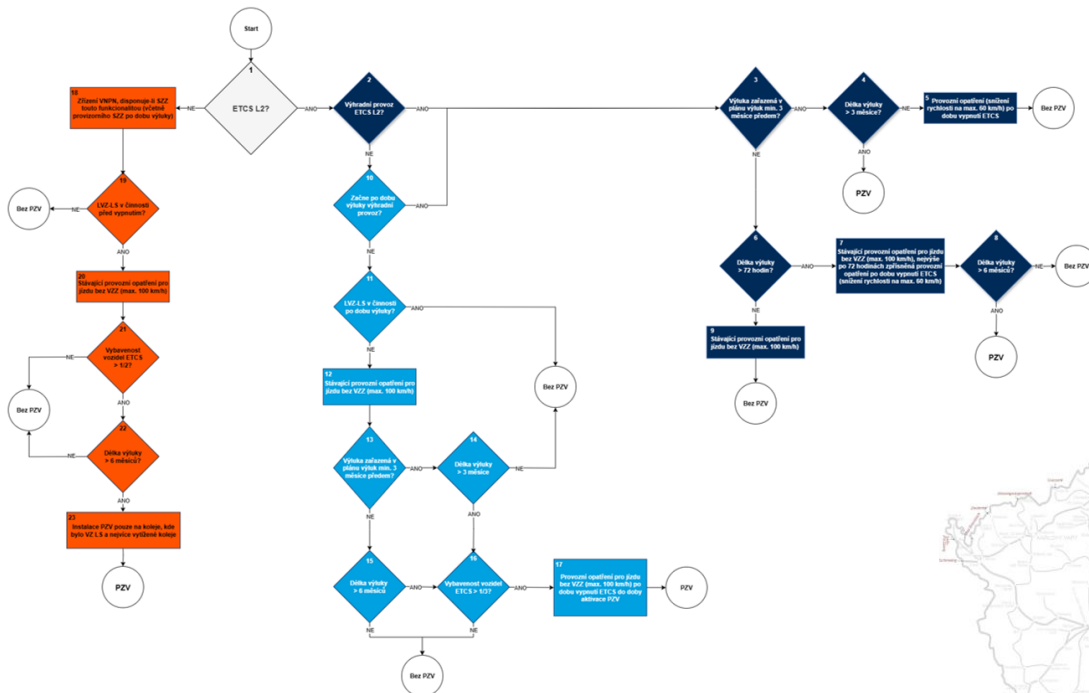 Start
1
ETCS L2?
NE
ANO
18
Zřízení VNPN, disponuje-li SZZ
touto funkcionalitou (včetně
provizorního SZZ po dobu výluky)
19
LVZ-LS v činnosti
před vypnutím?
NE
Bez PZV
ANO
20
Stávající provozní opatření pro
jízdu bez VZZ (max. 100 km/h)
21
Vybavenost
vozidel ETCS
> 1/2?
NE
ANO
Bez PZV
22
Délka výluky
> 6 měsíců?
NE
ANO
23
Instalace PZV pouze na koleje, kde
bylo VZ LS a nejvíce vytížené koleje
PZV
2
Výhradní provoz
ETCS L2?
ANO
NE
10
Začne po dobu
výluky výhradní
provoz?
ANO
NE
11
LVZ-LS v činnosti
po dobu výluky?
ANO
NE
12
Stávající provozní opatření pro
jízdu bez VZZ (max. 100 km/h)
Bez PZV
13
Výluka zařazená v
plánu výluk min. 3
měsíce předem?
ANO
NE
14
Délka výluky
> 3 měsíce
NE
ANO
15
Délka výluky
> 6 měsíců
ANO
NE
16
Vybavenost vozidel
ETCS > 1/3?
ANO
NE
17
Provozní opatření pro jízdu
bez VZZ (max. 100 km/h) po
dobu vypnutí ETCS do doby
aktivace PZV
PZV
Bez PZV
3
Výluka zařazená v
plánu výluk min. 3
měsíce předem?
ANO
NE
4
Délka výluky
> 3 měsíce?
NE
ANO
5
Provozní opatření (snížení
rychlosti na max. 60 km/h) po
dobu vypnutí ETCS
Bez PZV
PZV
6
Délka výluky
> 72 hodin?
ANO
NE
7
Stávající provozní opatření pro jízdu
bez VZZ (max. 100 km/h), nejvýše
po 72 hodinách zpřísněná provozní
opatření po dobu vypnutí ETCS
(snížení rychlosti na max. 60 km/h)
8
Délka výluky
> 6 měsíců?
NE
ANO
Bez PZV
PZV
9
Stávající provozní opatření pro
jízdu bez VZZ (max. 100 km/h)
Bez PZV